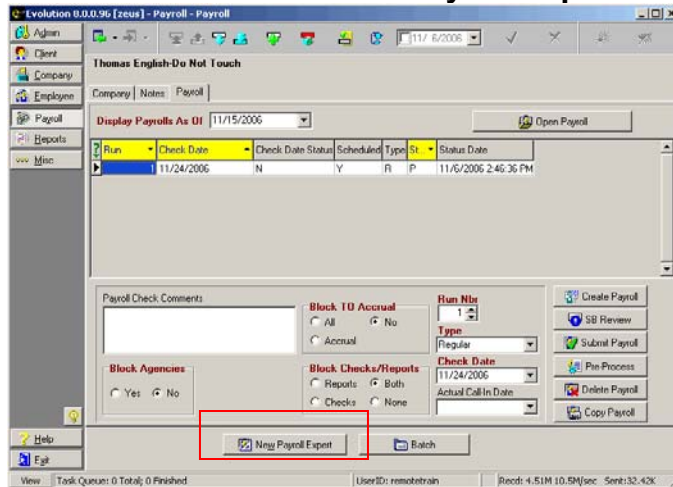 Evolution 8.0.0.96 [zeus] - Payroll - Payroll
Admin
Client
Company
Employee
Payroll
Reports
Misc
11/ 6/2006
Thomas English-Do Not Touch
Company Notes Payroll
Display Payrolls As Of 11/15/2006 Open Payroll
? Run Check Date Check Date Status Scheduled Type St... Status Date
1 11/24/2006 N Y R P 11/6/2006 2:46:36 PM
Payroll Check Comments
Block TO Accrual
All No
Accrual
Run Nbr
1
Type
Regular
Block Agencies
Yes No
Block Checks/Reports
Reports Both
Checks None
Check Date
11/24/2006
Actual Call-In Date
Create Payroll
SB Review
Submit Payroll
Pre-Process
Delete Payroll
Copy Payroll
New Payroll Expert Batch
Help
Exit
View Task Queue: 0 Total; 0 Finished UserID: remotetrain Recd: 4.51M 10.5M/sec Sent:32.42K